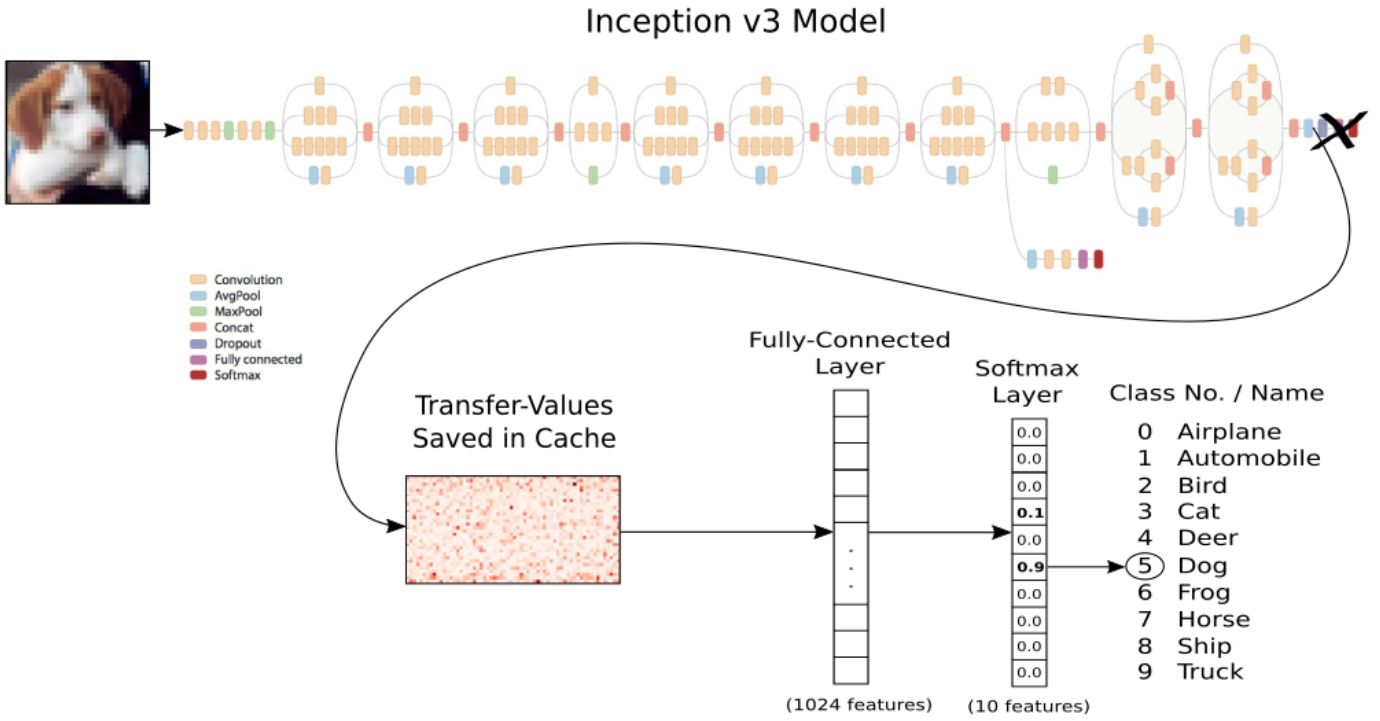 Inception v3 Model
Convolution
AvgPool
MaxPool
Concat
Dropout
Fully connected
Softmax
Transfer-Values
Saved in Cache
Fully-Connected
Layer
(1024 features)
Softmax
Layer
0.0
0.0
0.0
0.1
0.0
0.9
0.0
0.0
0.0
0.0
(10 features)
Class No. / Name
0 Airplane
1 Automobile
2 Bird
3 Cat
4 Deer
5 Dog
6 Frog
7 Horse
8 Ship
9 Truck